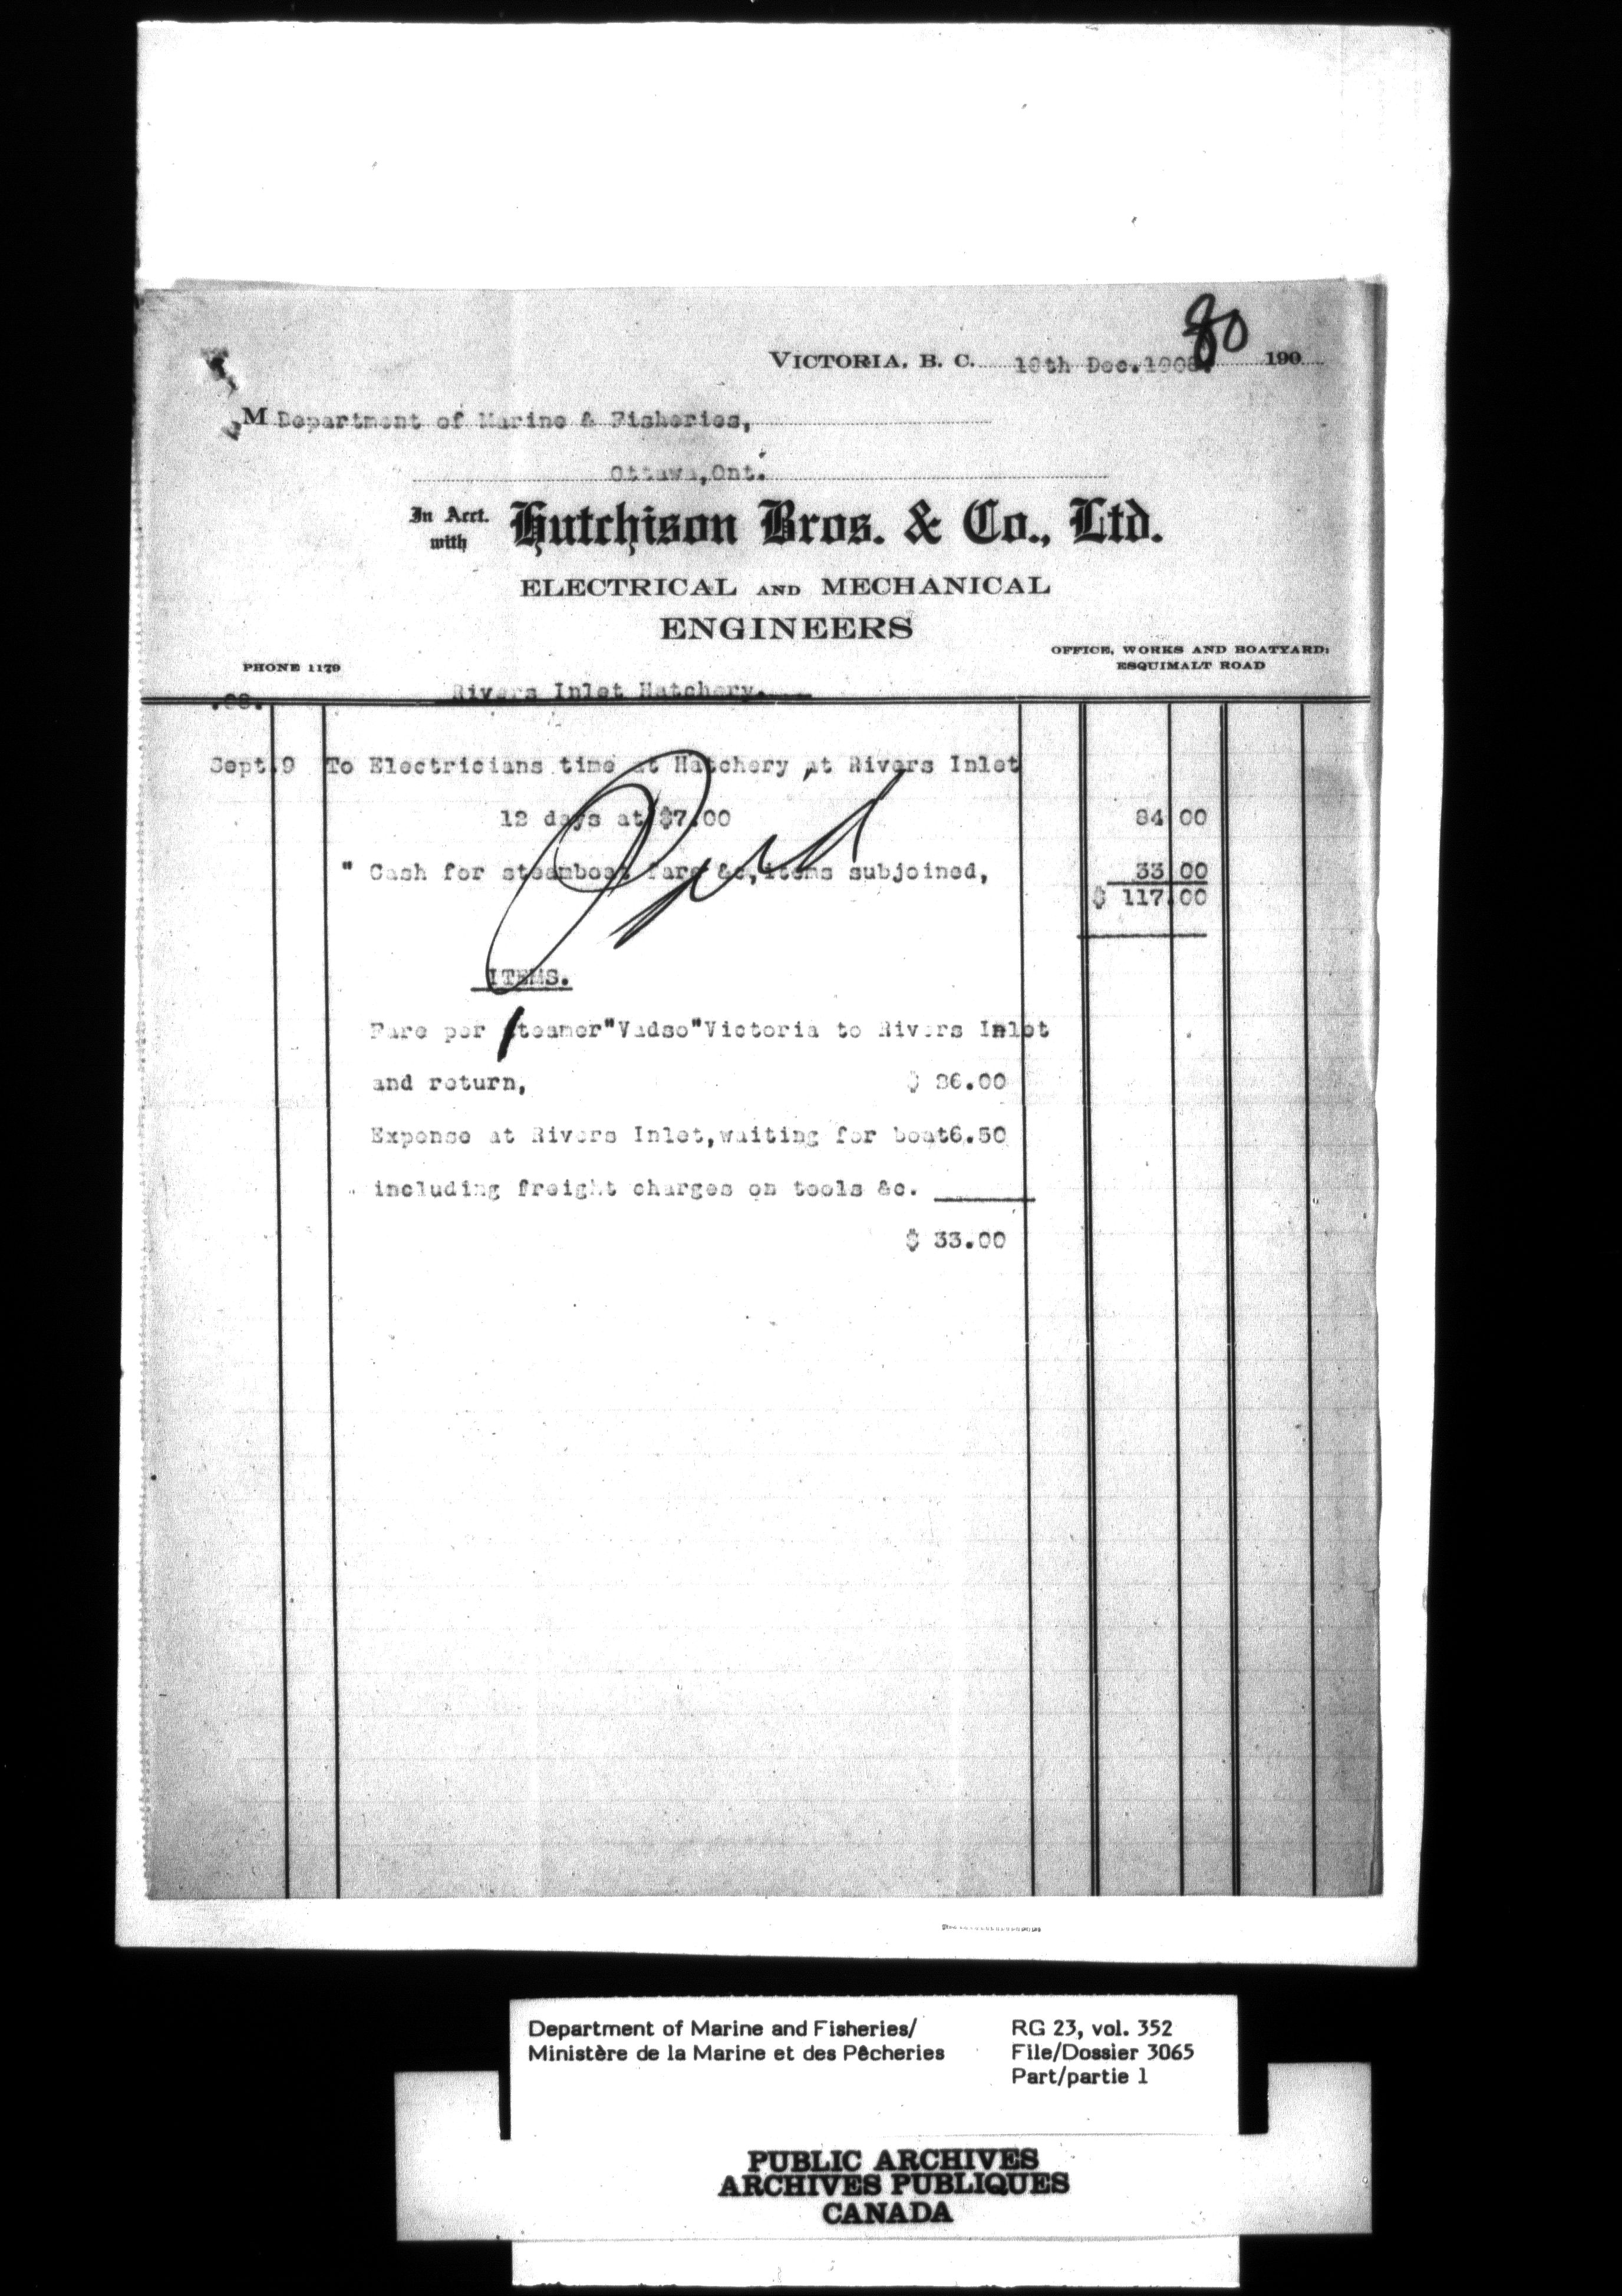 80
VICTORIA, B. C. 19th Dec. 1908. 190
M Department of Marine & Fisheries,
Ottawa, Ont.
In Acct. with Hutchison Bros. & Co., Ltd.
ELECTRICAL AND MECHANICAL
ENGINEERS
OFFICE, WORKS AND BOATYARD:
ESQUIMALT ROAD
PHONE 1179
Rivers Inlet Hatchery.
.08.
Sept. 9 To Electricians time at Hatchery at Rivers Inlet
12 days at $7.00 84 00
" Cash for steamboat fare &c, items subjoined, 33 00
$ 117.00
ITEMS.
Fare per steamer "Vadso" Victoria to Rivers Inlet
and return, $ 26.00
Expense at Rivers Inlet, waiting for boat 6.50
including freight charges on tools &c.
$ 33.00
Department of Marine and Fisheries/
Ministère de la Marine et des Pêcheries
RG 23, vol. 352
File/Dossier 3065
Part/partie 1
PUBLIC ARCHIVES
ARCHIVES PUBLIQUES
CANADA